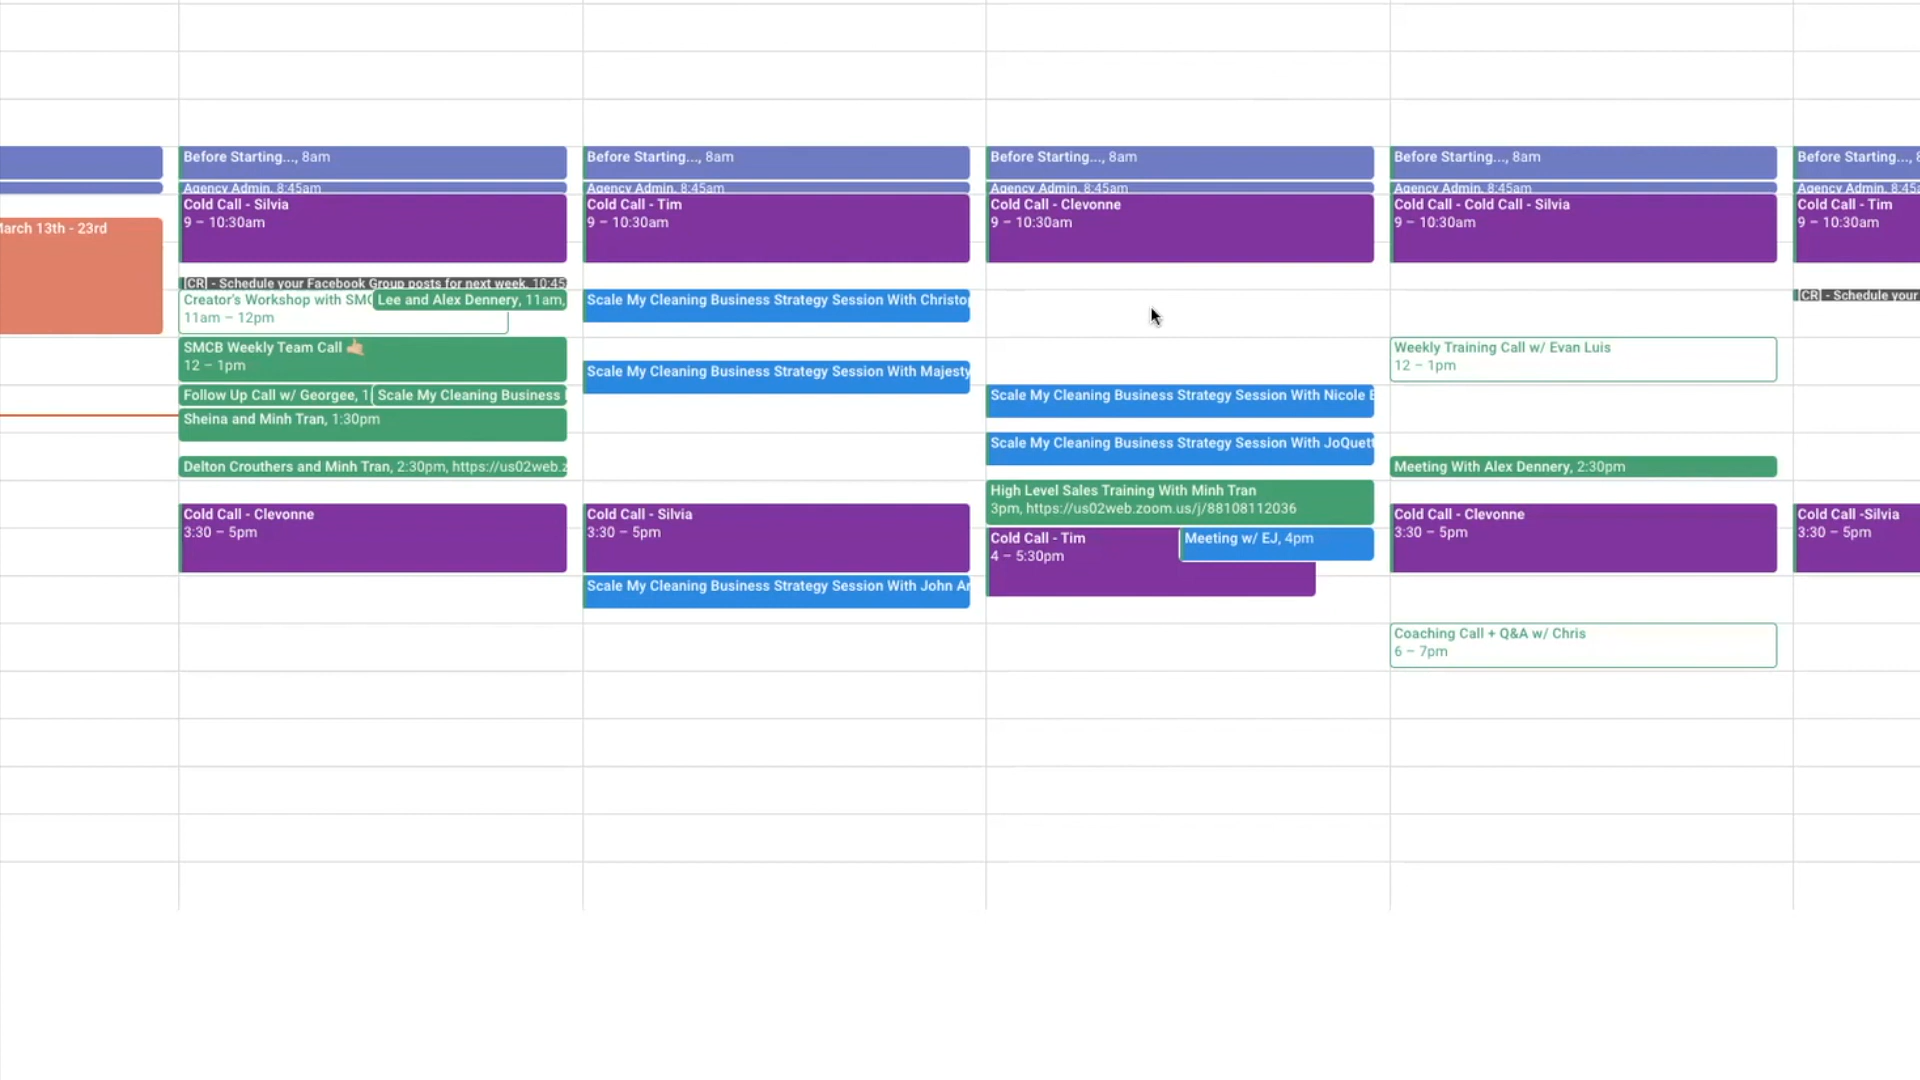 March 13th - 23rd
Before Starting..., 8am
Agency Admin, 8:45am
Cold Call - Silvia
9 – 10:30am
[CR] - Schedule your Facebook Group posts for next week, 10:45
Creator's Workshop with SMC
11am – 12pm
Lee and Alex Dennery, 11am,
SMCB Weekly Team Call 🤙🏼
12 – 1pm
Follow Up Call w/ Georgee, 1
Scale My Cleaning Business
Sheina and Minh Tran, 1:30pm
Delton Crouthers and Minh Tran, 2:30pm, https://us02web.z
Cold Call - Clevonne
3:30 – 5pm
Before Starting..., 8am
Agency Admin, 8:45am
Cold Call - Tim
9 – 10:30am
Scale My Cleaning Business Strategy Session With Christo
Scale My Cleaning Business Strategy Session With Majesty
Cold Call - Silvia
3:30 – 5pm
Scale My Cleaning Business Strategy Session With John Ar
Before Starting..., 8am
Agency Admin, 8:45am
Cold Call - Clevonne
9 – 10:30am
Scale My Cleaning Business Strategy Session With Nicole
Scale My Cleaning Business Strategy Session With JoQuett
High Level Sales Training With Minh Tran
3pm, https://us02web.zoom.us/j/88108112036
Cold Call - Tim
4 – 5:30pm
Meeting w/ EJ, 4pm
Before Starting..., 8am
Agency Admin, 8:45am
Cold Call - Cold Call - Silvia
9 – 10:30am
Weekly Training Call w/ Evan Luis
12 – 1pm
Meeting With Alex Dennery, 2:30pm
Cold Call - Clevonne
3:30 – 5pm
Coaching Call + Q&A w/ Chris
6 – 7pm
Before Starting..., 8
Agency Admin, 8:45a
Cold Call - Tim
9 – 10:30am
[CR] - Schedule your
Cold Call -Silvia
3:30 – 5pm